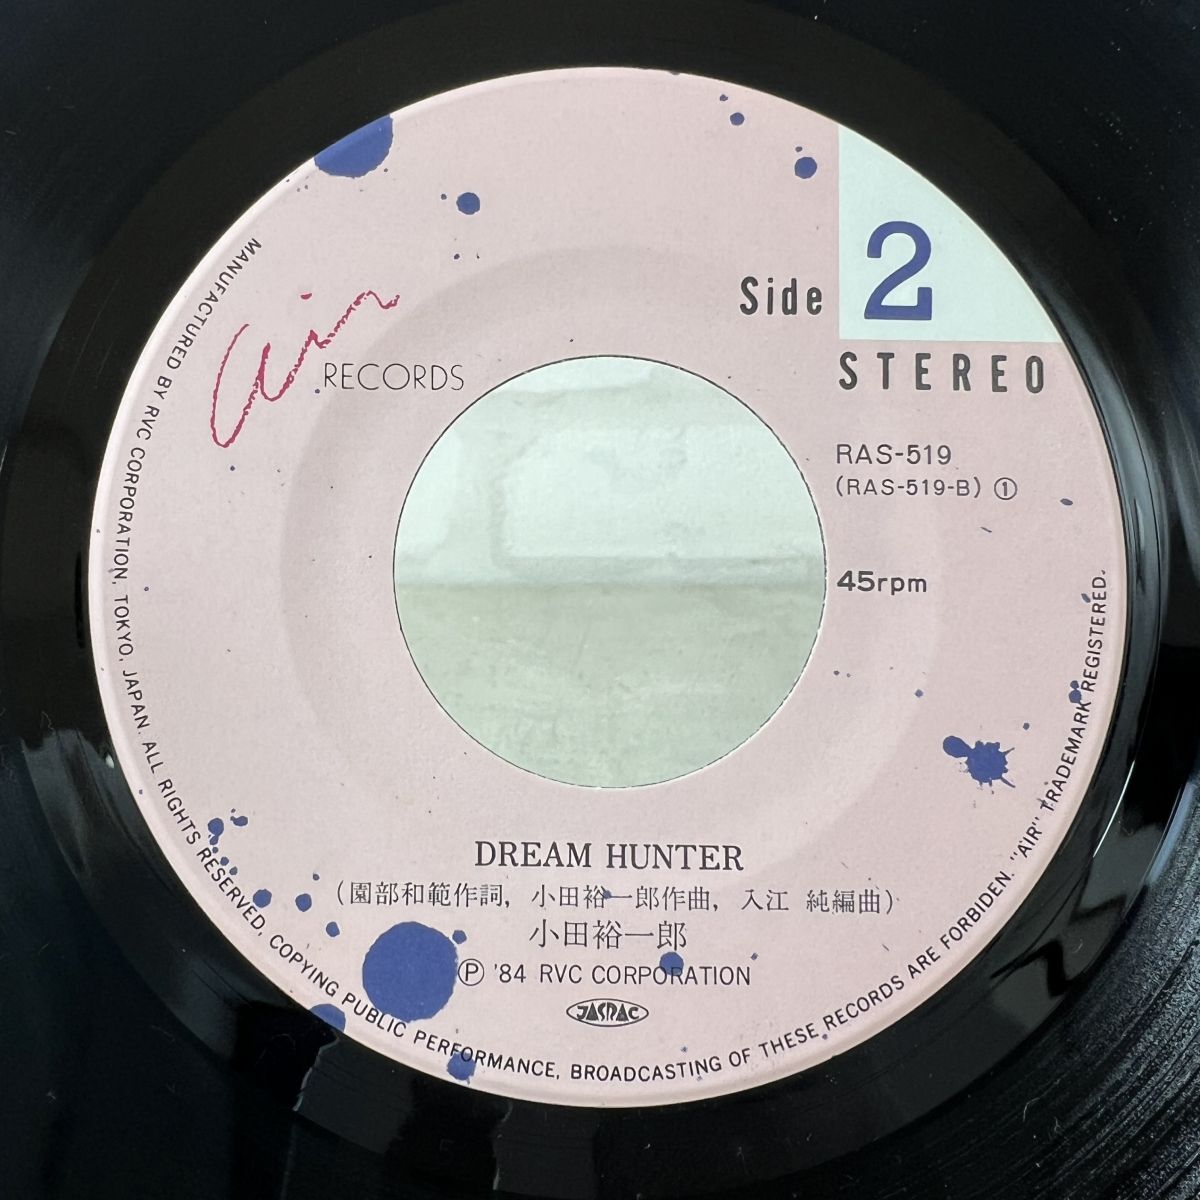 Side 2
STEREO
air RECORDS
RAS-519
(RAS-519-B) ①
45rpm
DREAM HUNTER
(園部和範作詞, 小田裕一郎作曲, 入江 純編曲)
小田裕一郎
Ⓟ '84 RVC CORPORATION
JASRAC
MANUFACTURED BY RVC CORPORATION, TOKYO, JAPAN. ALL RIGHTS RESERVED, COPYING PUBLIC PERFORMANCE, BROADCASTING OF THESE RECORDS ARE FORBIDEN. "AIR" TRADEMARK REGISTERED.